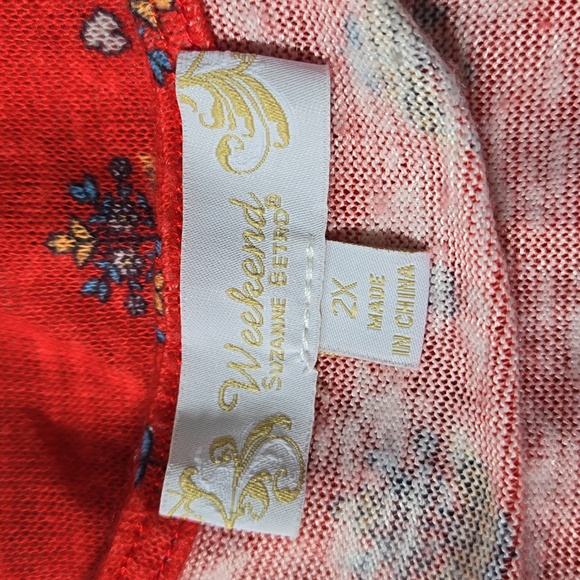 Weekend
SUZANNE BETRO®
2X
MADE
IN CHINA